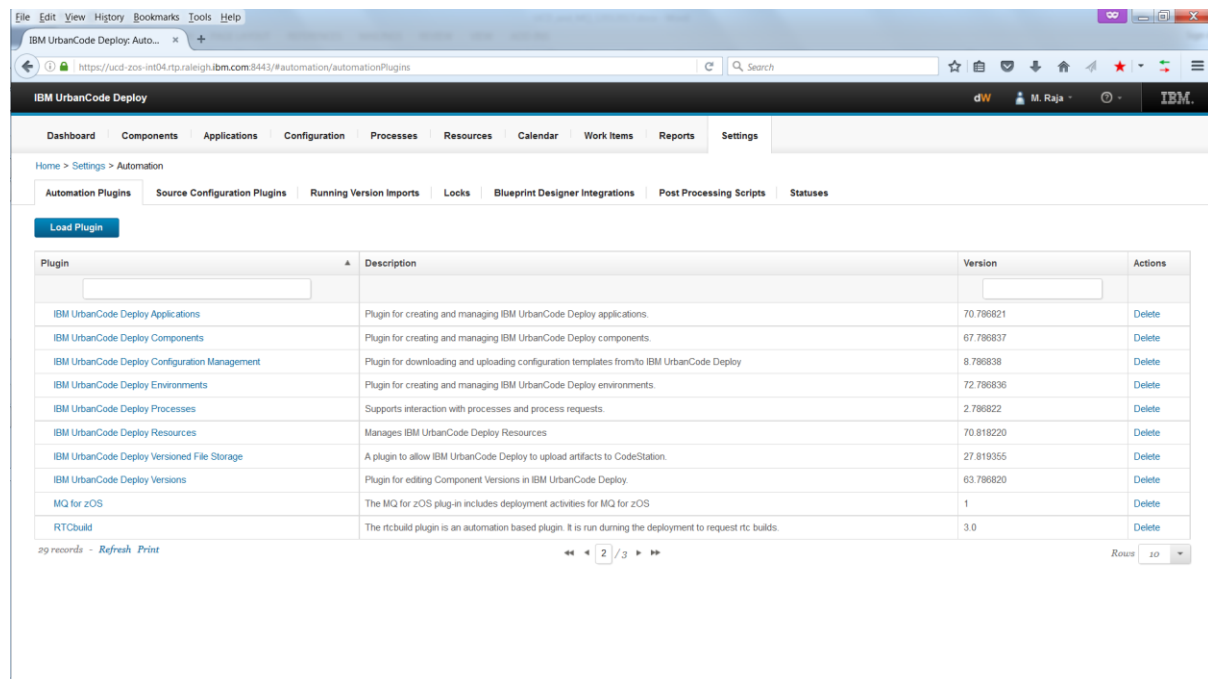 File Edit View History Bookmarks Tools Help
IBM UrbanCode Deploy: Auto... × +
https://ucd-zos-int04.rtp.raleigh.ibm.com:8443/#automation/automationPlugins Search
IBM UrbanCode Deploy dW M. Raja IBM.
Dashboard Components Applications Configuration Processes Resources Calendar Work Items Reports Settings
Home > Settings > Automation
Automation Plugins Source Configuration Plugins Running Version Imports Locks Blueprint Designer Integrations Post Processing Scripts Statuses
Load Plugin
Plugin Description Version Actions
IBM UrbanCode Deploy Applications Plugin for creating and managing IBM UrbanCode Deploy applications. 70.786821 Delete
IBM UrbanCode Deploy Components Plugin for creating and managing IBM UrbanCode Deploy components. 67.786837 Delete
IBM UrbanCode Deploy Configuration Management Plugin for downloading and uploading configuration templates from/to IBM UrbanCode Deploy 8.786838 Delete
IBM UrbanCode Deploy Environments Plugin for creating and managing IBM UrbanCode Deploy environments. 72.786836 Delete
IBM UrbanCode Deploy Processes Supports interaction with processes and process requests. 2.786822 Delete
IBM UrbanCode Deploy Resources Manages IBM UrbanCode Deploy Resources 70.818220 Delete
IBM UrbanCode Deploy Versioned File Storage A plugin to allow IBM UrbanCode Deploy to upload artifacts to CodeStation. 27.819355 Delete
IBM UrbanCode Deploy Versions Plugin for editing Component Versions in IBM UrbanCode Deploy. 63.786820 Delete
MQ for zOS The MQ for zOS plug-in includes deployment activities for MQ for zOS 1 Delete
RTCbuild The rtcbuild plugin is an automation based plugin. It is run durning the deployment to request rtc builds. 3.0 Delete
29 records - Refresh Print 2 / 3 Rows 10